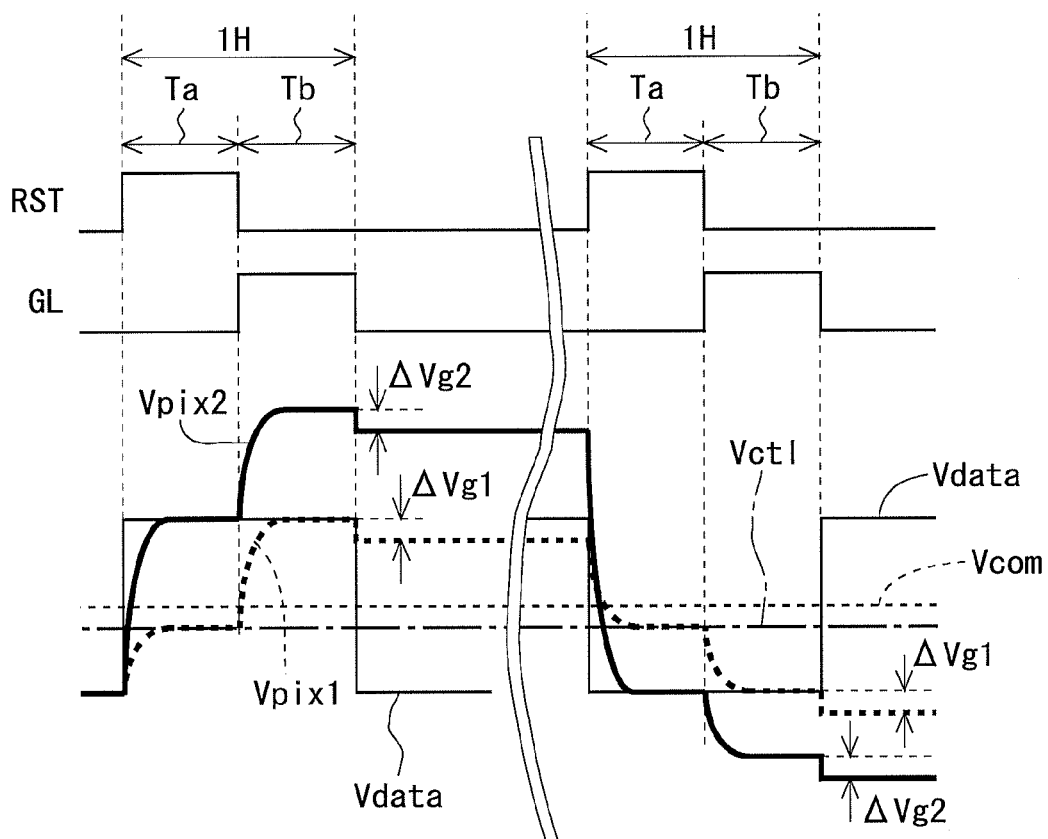 1H
1H
Ta
Tb
Ta
Tb
RST
GL
ΔVg2
Vpix2
Vctl
ΔVg1
Vdata
Vcom
ΔVg1
Vpix1
Vdata
ΔVg2